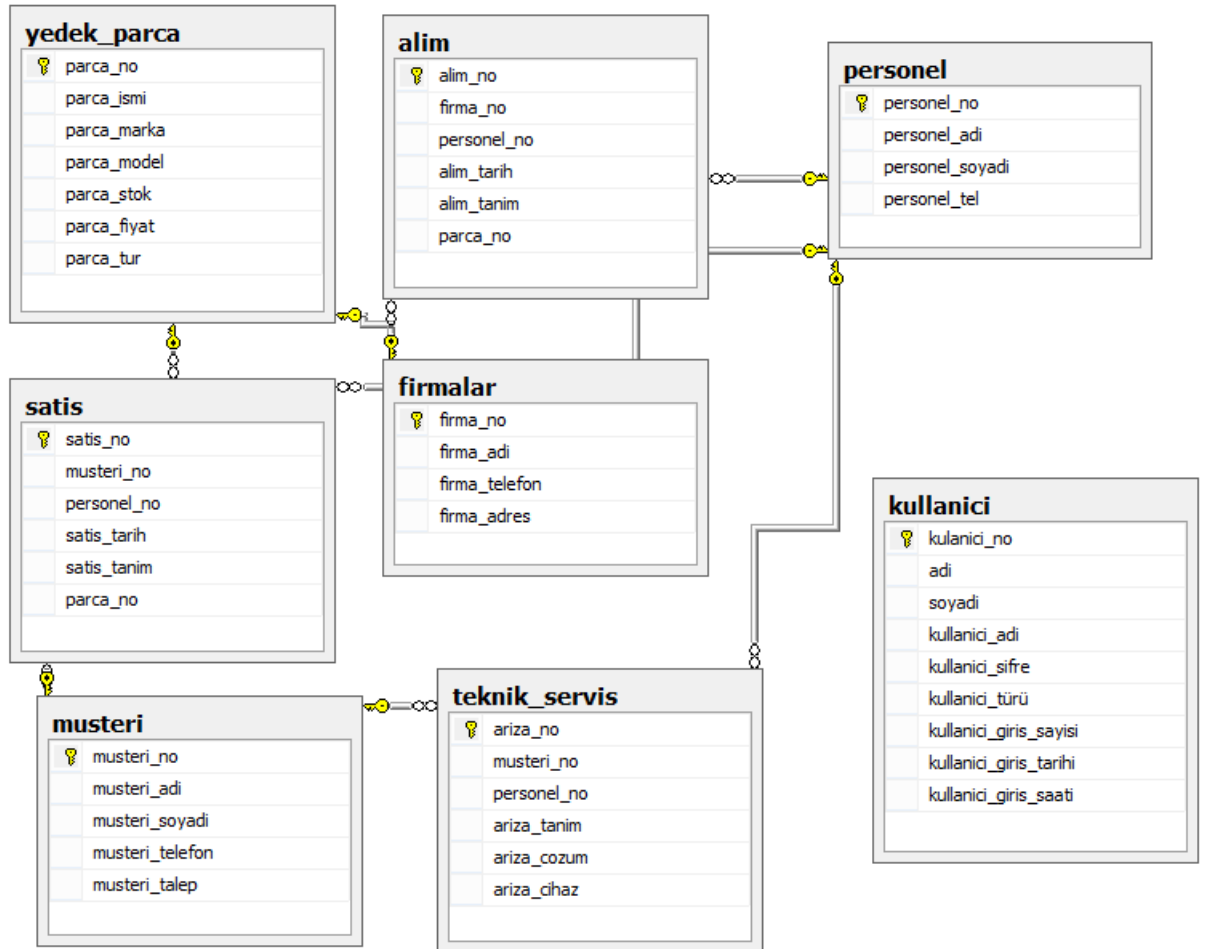 yedek_parca
parca_no
parca_ismi
parca_marka
parca_model
parca_stok
parca_fiyat
parca_tur
alim
alim_no
firma_no
personel_no
alim_tarih
alim_tanim
parca_no
personel
personel_no
personel_adi
personel_soyadi
personel_tel
satis
satis_no
musteri_no
personel_no
satis_tarih
satis_tanim
parca_no
firmalar
firma_no
firma_adi
firma_telefon
firma_adres
kullanici
kulanici_no
adi
soyadi
kullanici_adi
kullanici_sifre
kullanici_türü
kullanici_giris_sayisi
kullanici_giris_tarihi
kullanici_giris_saati
musteri
musteri_no
musteri_adi
musteri_soyadi
musteri_telefon
musteri_talep
teknik_servis
ariza_no
musteri_no
personel_no
ariza_tanim
ariza_cozum
ariza_cihaz